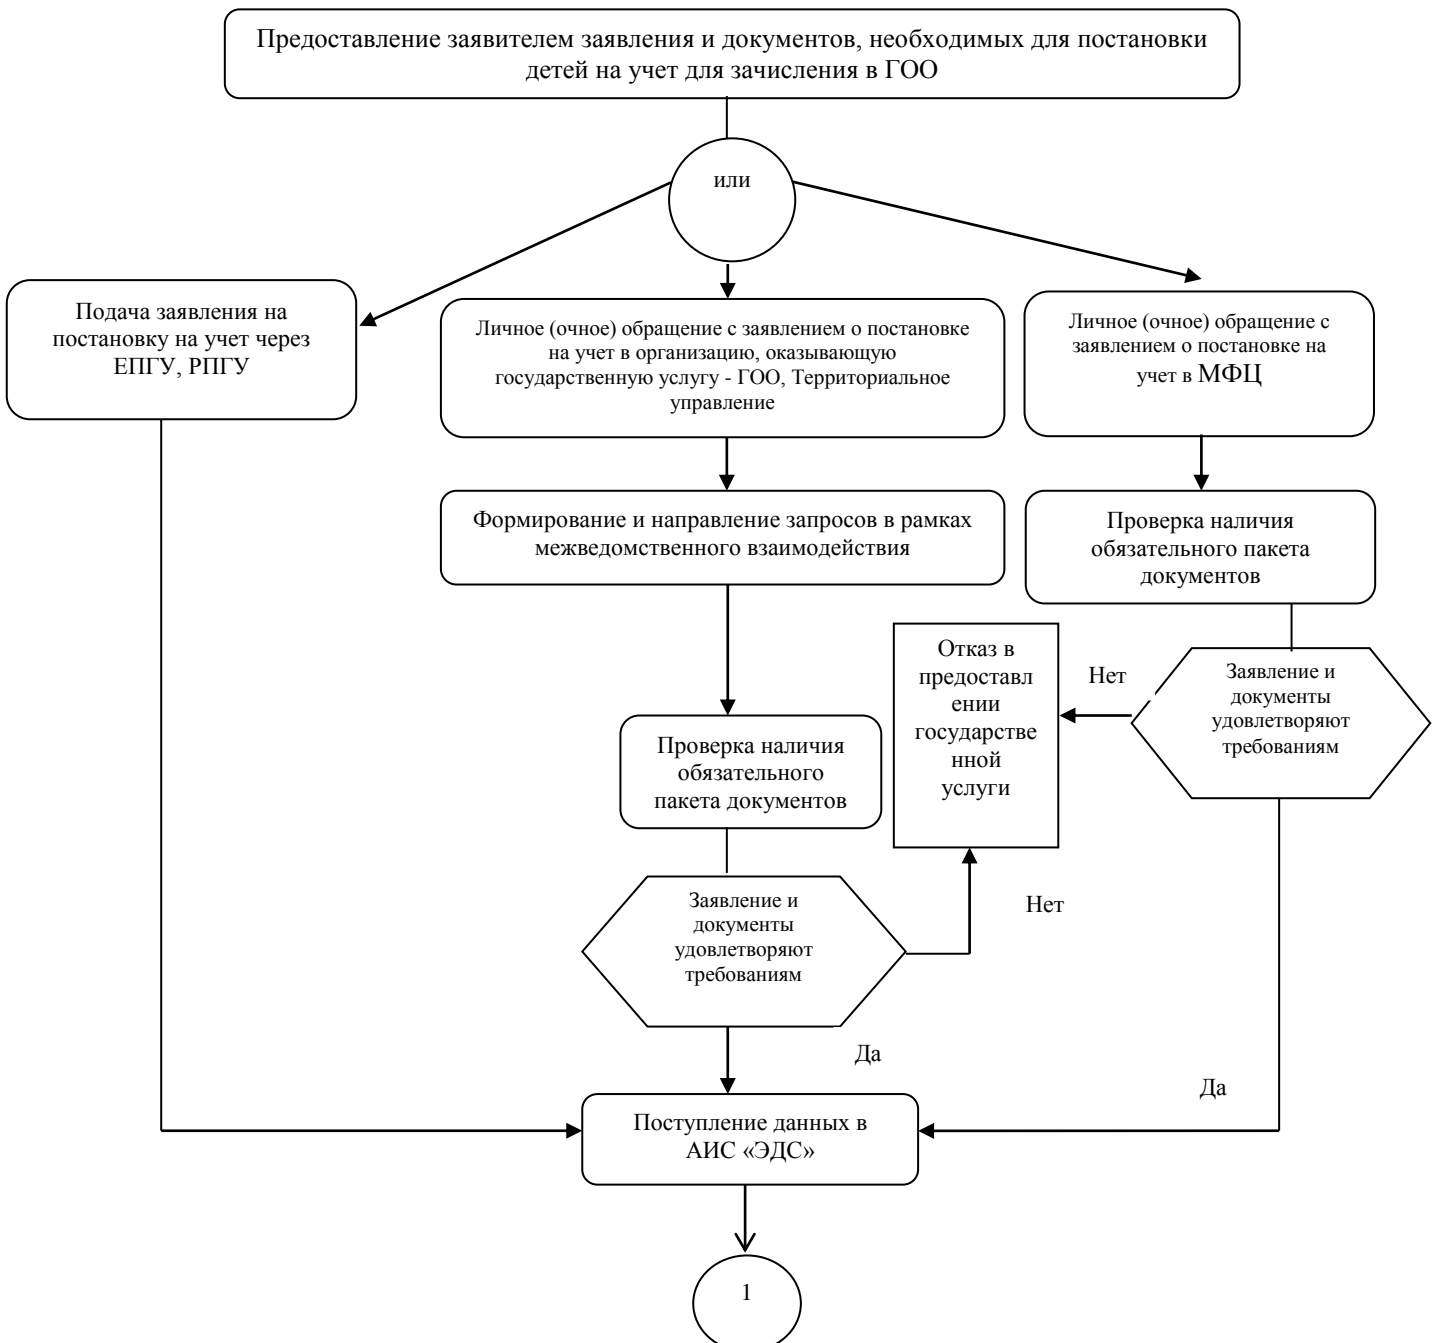 Предоставление заявителем заявления и документов, необходимых для постановки
детей на учет для зачисления в ГОО
или
Подача заявления на
постановку на учет через
ЕПГУ, РПГУ
Личное (очное) обращение с заявлением о постановке
на учет в организацию, оказывающую
государственную услугу - ГОО, Территориальное
управление
Личное (очное) обращение с
заявлением о постановке на
учет в МФЦ
Формирование и направление запросов в рамках
межведомственного взаимодействия
Проверка наличия
обязательного пакета
документов
Отказ в
предоставл
ении
государстве
нной
услуги
Нет
Заявление и
документы
удовлетворяют
требованиям
Проверка наличия
обязательного
пакета документов
Заявление и
документы
удовлетворяют
требованиям
Нет
Да
Да
Поступление данных в
АИС «ЭДС»
1